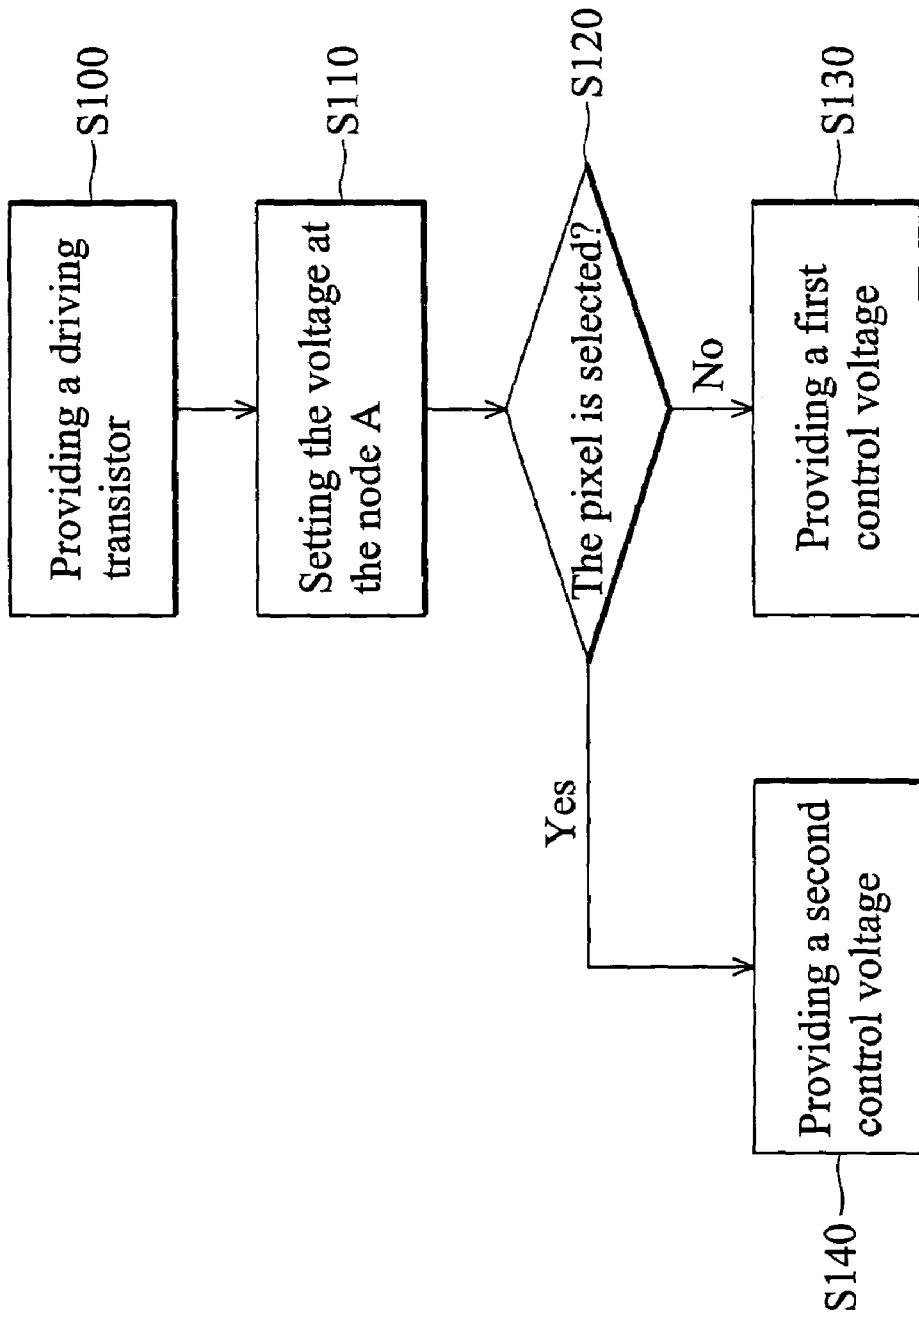 Providing a driving
transistor
S100
Setting the voltage at
the node A
S110
The pixel is selected?
S120
Yes
No
Providing a second
control voltage
S140
Providing a first
control voltage
S130